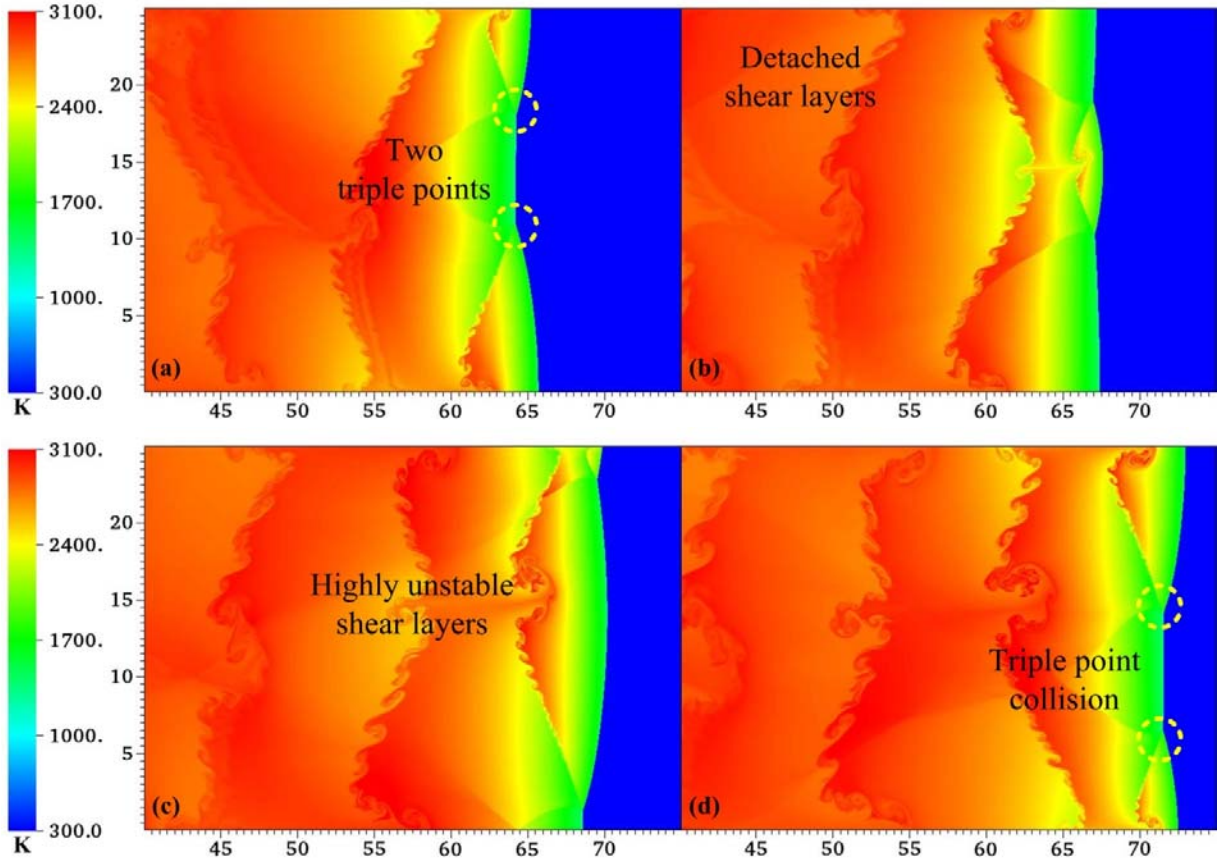 3100.
2400.
1700.
1000.
300.0
K
20
15
10
5
Two
triple points
(a)
45 50 55 60 65 70
Detached
shear layers
(b)
45 50 55 60 65 70
3100.
2400.
1700.
1000.
300.0
K
20
15
10
5
Highly unstable
shear layers
(c)
45 50 55 60 65 70
Triple point
collision
(d)
45 50 55 60 65 70